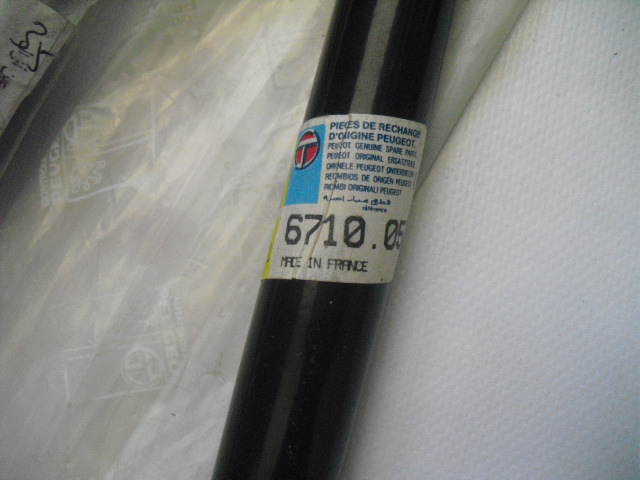 PIECES DE RECHANGE
D'ORIGINE PEUGEOT.
PEUGEOT GENUINE SPARE PARTS
PEUGEOT ORIGINAL ERSATZTEILE
ORIGINELE PEUGEOT ONDERDELEN
RECAMBIOS DE ORIGEN PEUGEOT
RICAMBI ORIGINALI PEUGEOT
référence
6710.05
MADE IN FRANCE